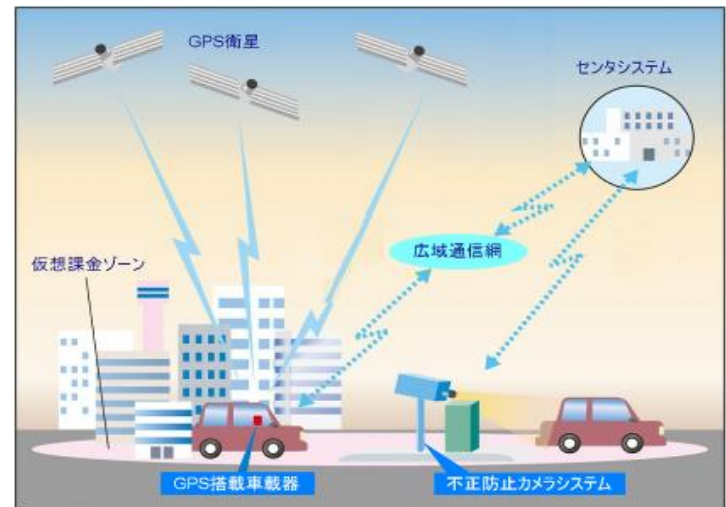 GPS衛星
センタシステム
広域通信網
仮想課金ゾーン
GPS搭載車載器
不正防止カメラシステム